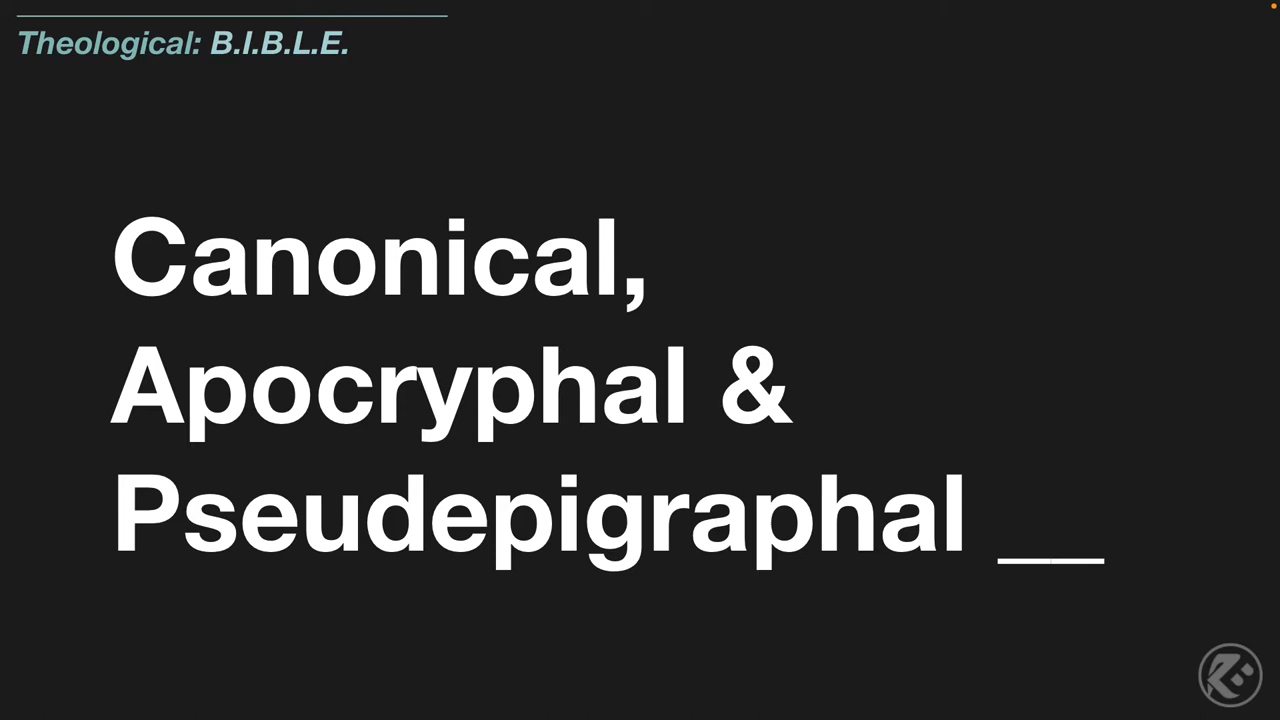 Theological: B.I.B.L.E.
Canonical,
Apocryphal &
Pseudepigraphal __